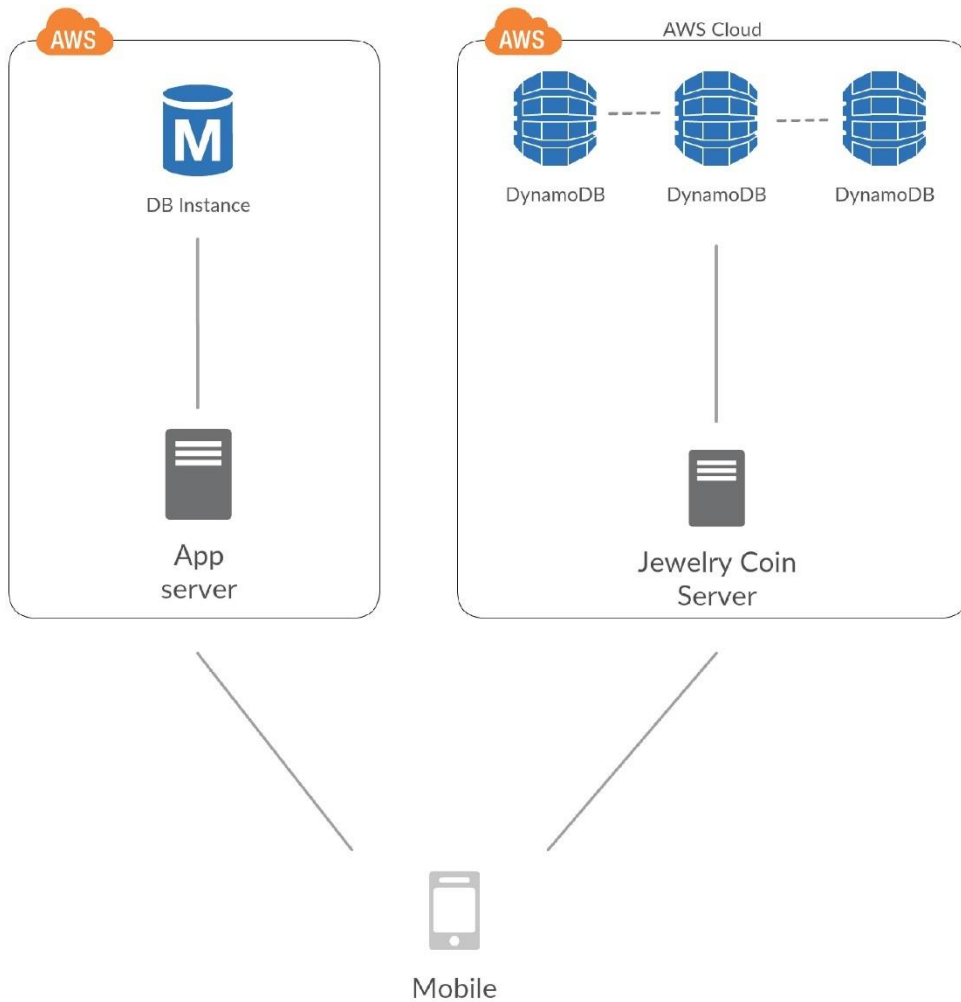 AWS
AWS
AWS Cloud
M
DB Instance
DynamoDB
DynamoDB
DynamoDB
App
server
Jewelry Coin
Server
Mobile